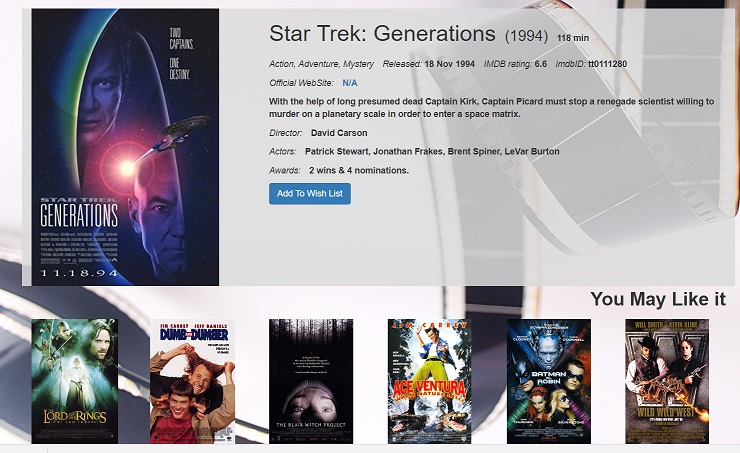 Star Trek: Generations (1994) 118 min
Action, Adventure, Mystery Released: 18 Nov 1994 IMDB rating: 6.6 imdbID: tt0111280
Official WebSite: N/A
With the help of long presumed dead Captain Kirk, Captain Picard must stop a renegade scientist willing to
murder on a planetary scale in order to enter a space matrix.
Director: David Carson
Actors: Patrick Stewart, Jonathan Frakes, Brent Spiner, LeVar Burton
Awards: 2 wins & 4 nominations.
Add To Wish List
TWO
CAPTAINS.
ONE
DESTINY.
STAR TREK
GENERATIONS
11.18.94
You May Like it
LORD OF THE RINGS
THE TWO TOWERS
JIM CARREY JEFF DANIELS
DUMB AND DUMBER
THE BLAIR WITCH PROJECT
JIM CARREY
ACE VENTURA
BATMAN
& ROBIN
WILL SMITH KEVIN KLINE
WILD WILD WEST